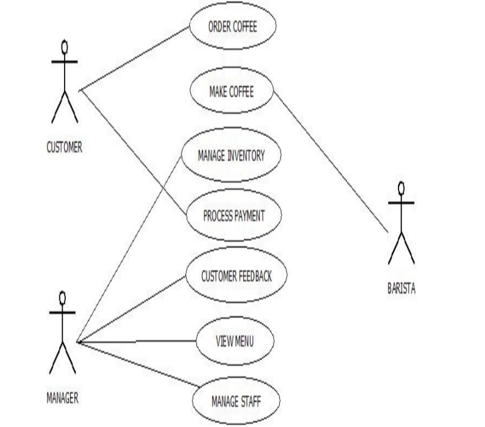 ORDER COFFEE
MAKE COFFEE
CUSTOMER
MANAGE INVENTORY
PROCESS PAYMENT
CUSTOMER FEEDBACK
BARISTA
VIEW MENU
MANAGER
MANAGE STAFF